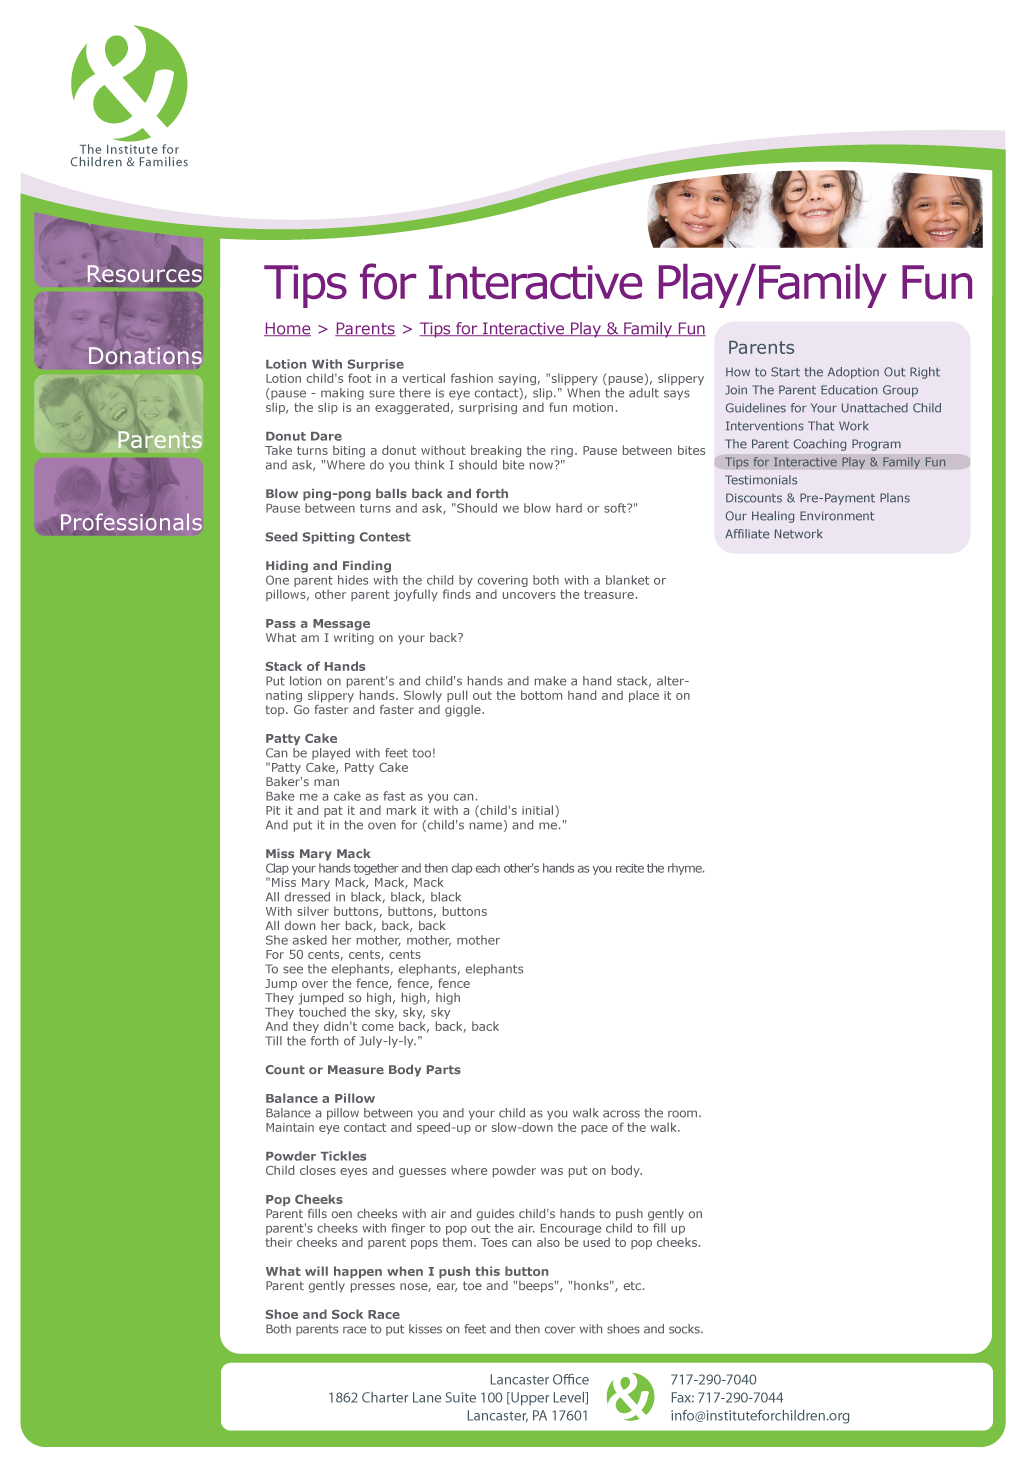 The Institute for
Children & Families
Resources
Donations
Parents
Professionals
Tips for Interactive Play/Family Fun
Home > Parents > Tips for Interactive Play & Family Fun
Lotion With Surprise
Lotion child's foot in a vertical fashion saying, "slippery (pause), slippery
(pause - making sure there is eye contact), slip." When the adult says
slip, the slip is an exaggerated, surprising and fun motion.
Donut Dare
Take turns biting a donut without breaking the ring. Pause between bites
and ask, "Where do you think I should bite now?"
Blow ping-pong balls back and forth
Pause between turns and ask, "Should we blow hard or soft?"
Seed Spitting Contest
Hiding and Finding
One parent hides with the child by covering both with a blanket or
pillows, other parent joyfully finds and uncovers the treasure.
Pass a Message
What am I writing on your back?
Stack of Hands
Put lotion on parent's and child's hands and make a hand stack, alter-
nating slippery hands. Slowly pull out the bottom hand and place it on
top. Go faster and faster and giggle.
Patty Cake
Can be played with feet too!
"Patty Cake, Patty Cake
Baker's man
Bake me a cake as fast as you can.
Pit it and pat it and mark it with a (child's initial)
And put it in the oven for (child's name) and me."
Miss Mary Mack
Clap your hands together and then clap each other's hands as you recite the rhyme.
"Miss Mary Mack, Mack, Mack
All dressed in black, black, black
With silver buttons, buttons, buttons
All down her back, back, back
She asked her mother, mother, mother
For 50 cents, cents, cents
To see the elephants, elephants, elephants
Jump over the fence, fence, fence
They jumped so high, high, high
They touched the sky, sky, sky
And they didn't come back, back, back
Till the forth of July-ly-ly."
Count or Measure Body Parts
Balance a Pillow
Balance a pillow between you and your child as you walk across the room.
Maintain eye contact and speed-up or slow-down the pace of the walk.
Powder Tickles
Child closes eyes and guesses where powder was put on body.
Pop Cheeks
Parent fills oen cheeks with air and guides child's hands to push gently on
parent's cheeks with finger to pop out the air. Encourage child to fill up
their cheeks and parent pops them. Toes can also be used to pop cheeks.
What will happen when I push this button
Parent gently presses nose, ear, toe and "beeps", "honks", etc.
Shoe and Sock Race
Both parents race to put kisses on feet and then cover with shoes and socks.
Parents
How to Start the Adoption Out Right
Join The Parent Education Group
Guidelines for Your Unattached Child
Interventions That Work
The Parent Coaching Program
Tips for Interactive Play & Family Fun
Testimonials
Discounts & Pre-Payment Plans
Our Healing Environment
Affiliate Network
Lancaster Office
1862 Charter Lane Suite 100 [Upper Level]
Lancaster, PA 17601
717-290-7040
Fax: 717-290-7044
info@instituteforchildren.org